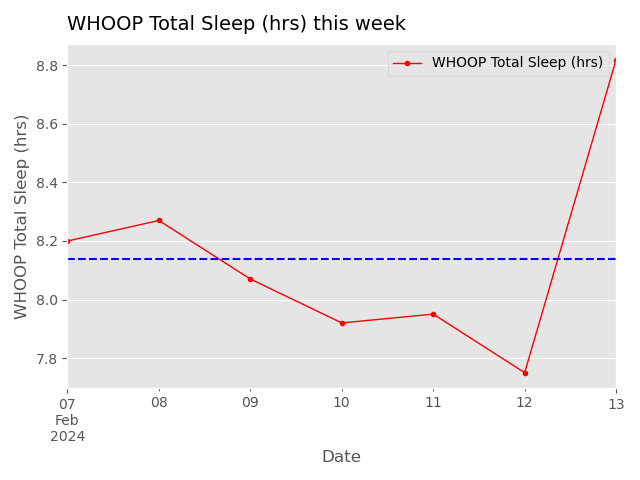 WHOOP Total Sleep (hrs) this week
WHOOP Total Sleep (hrs)
WHOOP Total Sleep (hrs)
8.8
8.6
8.4
8.2
8.0
7.8
07 08 09 10 11 12 13
Feb
2024
Date